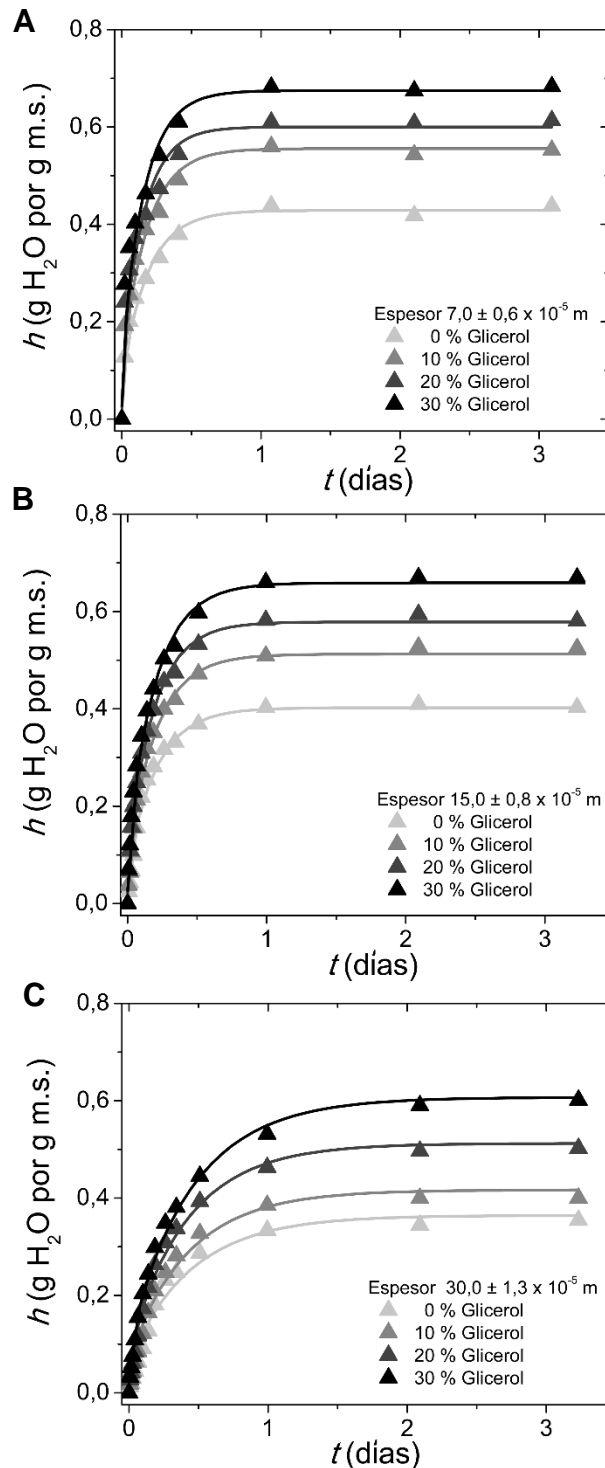 A
0,8
0,6
0,4
0,2
0,0
h (g H₂O por g m.s.)
Espesor 7,0 ± 0,6 x 10⁻⁵ m
0 % Glicerol
10 % Glicerol
20 % Glicerol
30 % Glicerol
0 1 2 3
t (días)
B
0,8
0,6
0,4
0,2
0,0
h (g H₂O por g m.s.)
Espesor 15,0 ± 0,8 x 10⁻⁵ m
0 % Glicerol
10 % Glicerol
20 % Glicerol
30 % Glicerol
0 1 2 3
t (días)
C
0,8
0,6
0,4
0,2
0,0
h (g H₂O por g m.s.)
Espesor 30,0 ± 1,3 x 10⁻⁵ m
0 % Glicerol
10 % Glicerol
20 % Glicerol
30 % Glicerol
0 1 2 3
t (días)